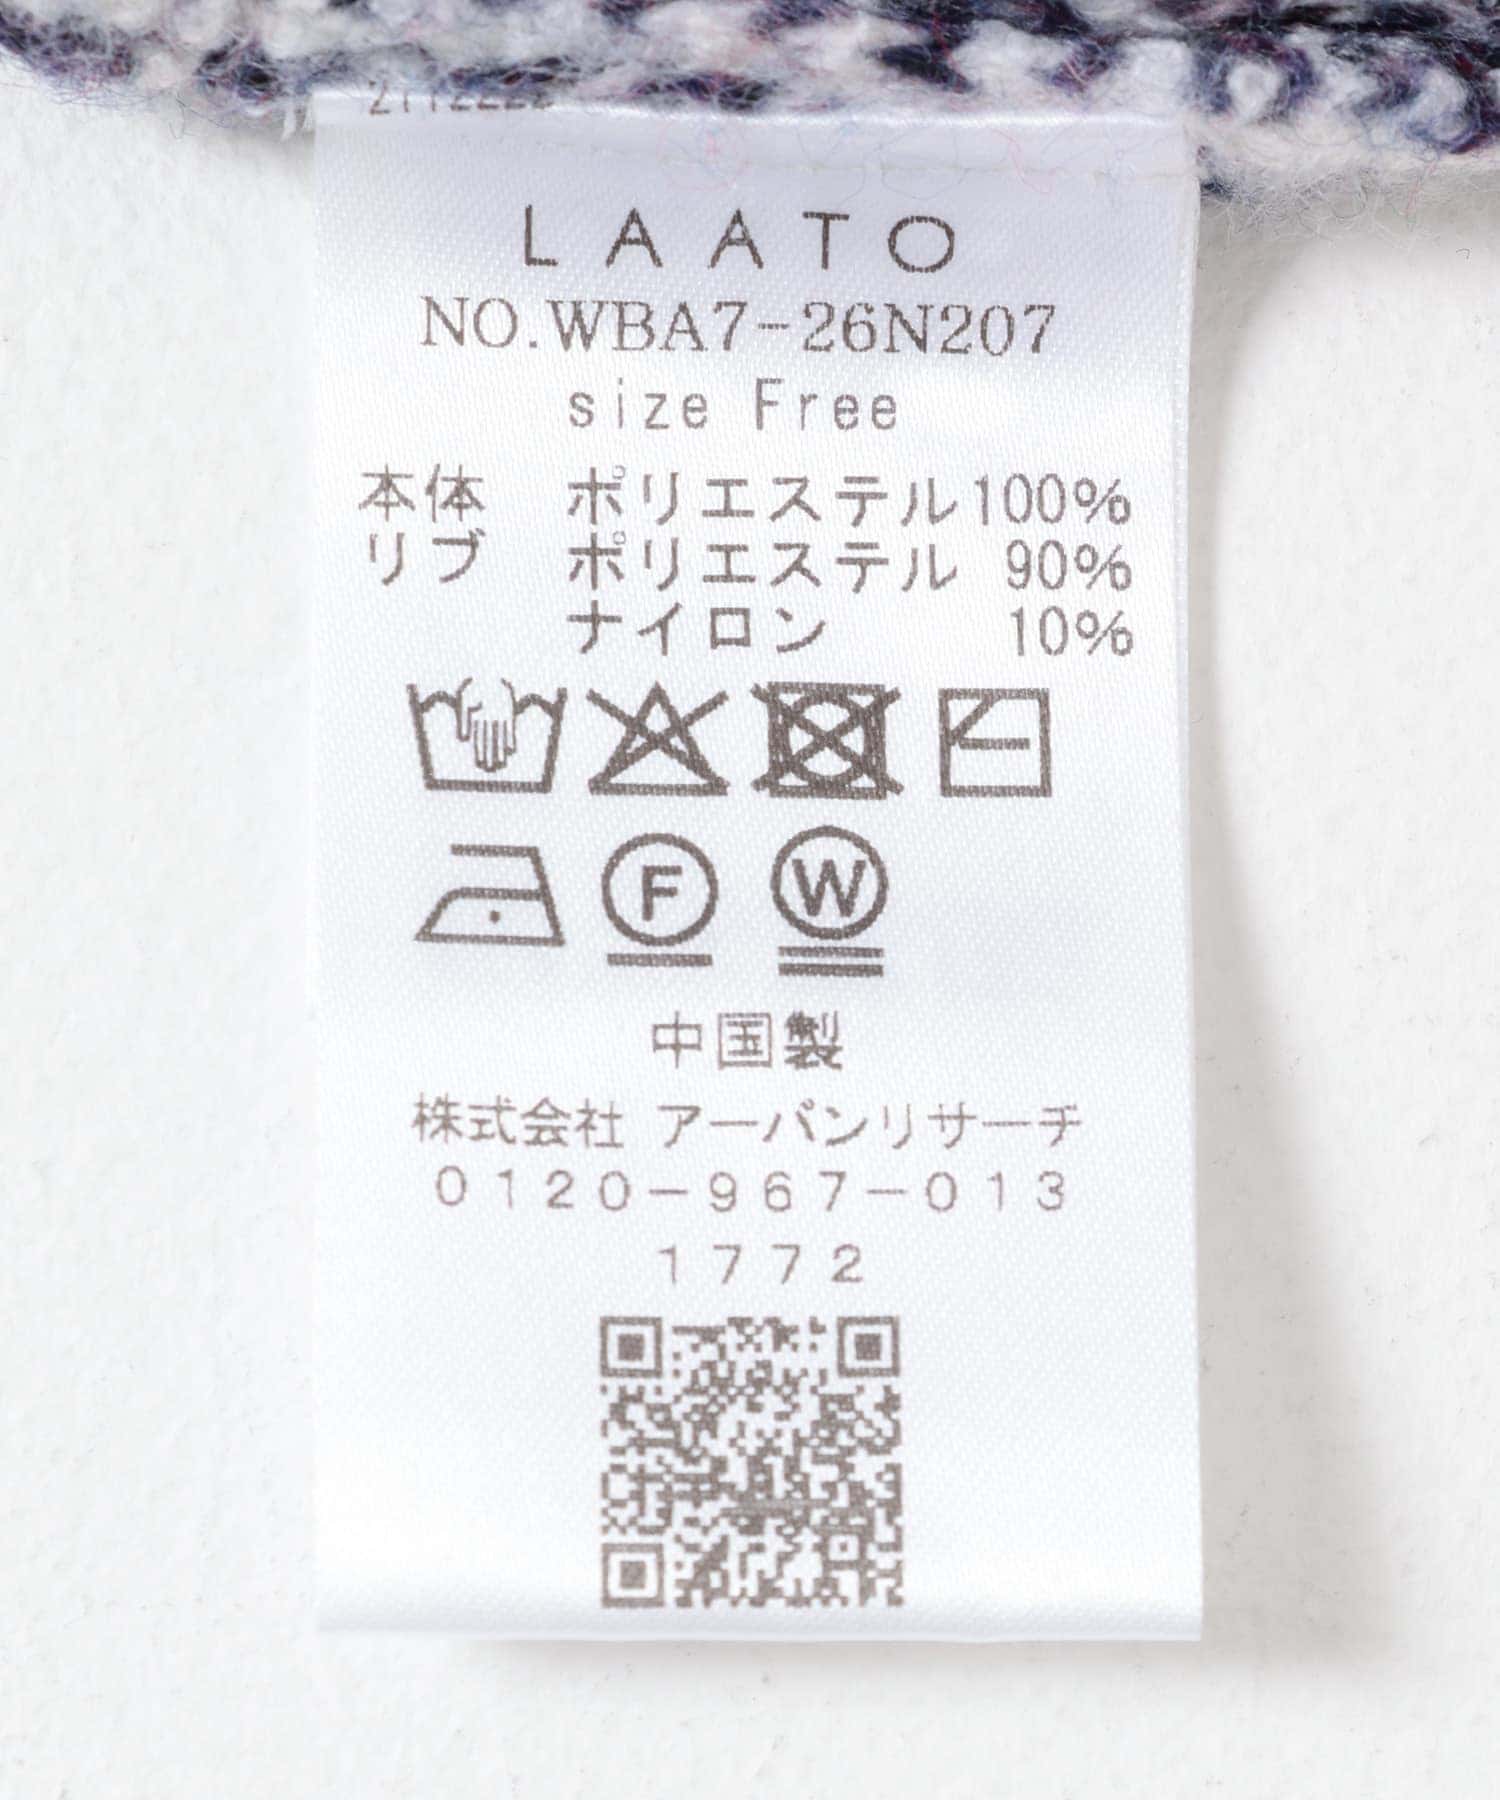 LAATO
NO.WBA7-26N207
size Free
本体 ポリエステル100%
リブ ポリエステル 90%
ナイロン 10%
F W
中国製
株式会社 アーバンリサーチ
0120-967-013
1772